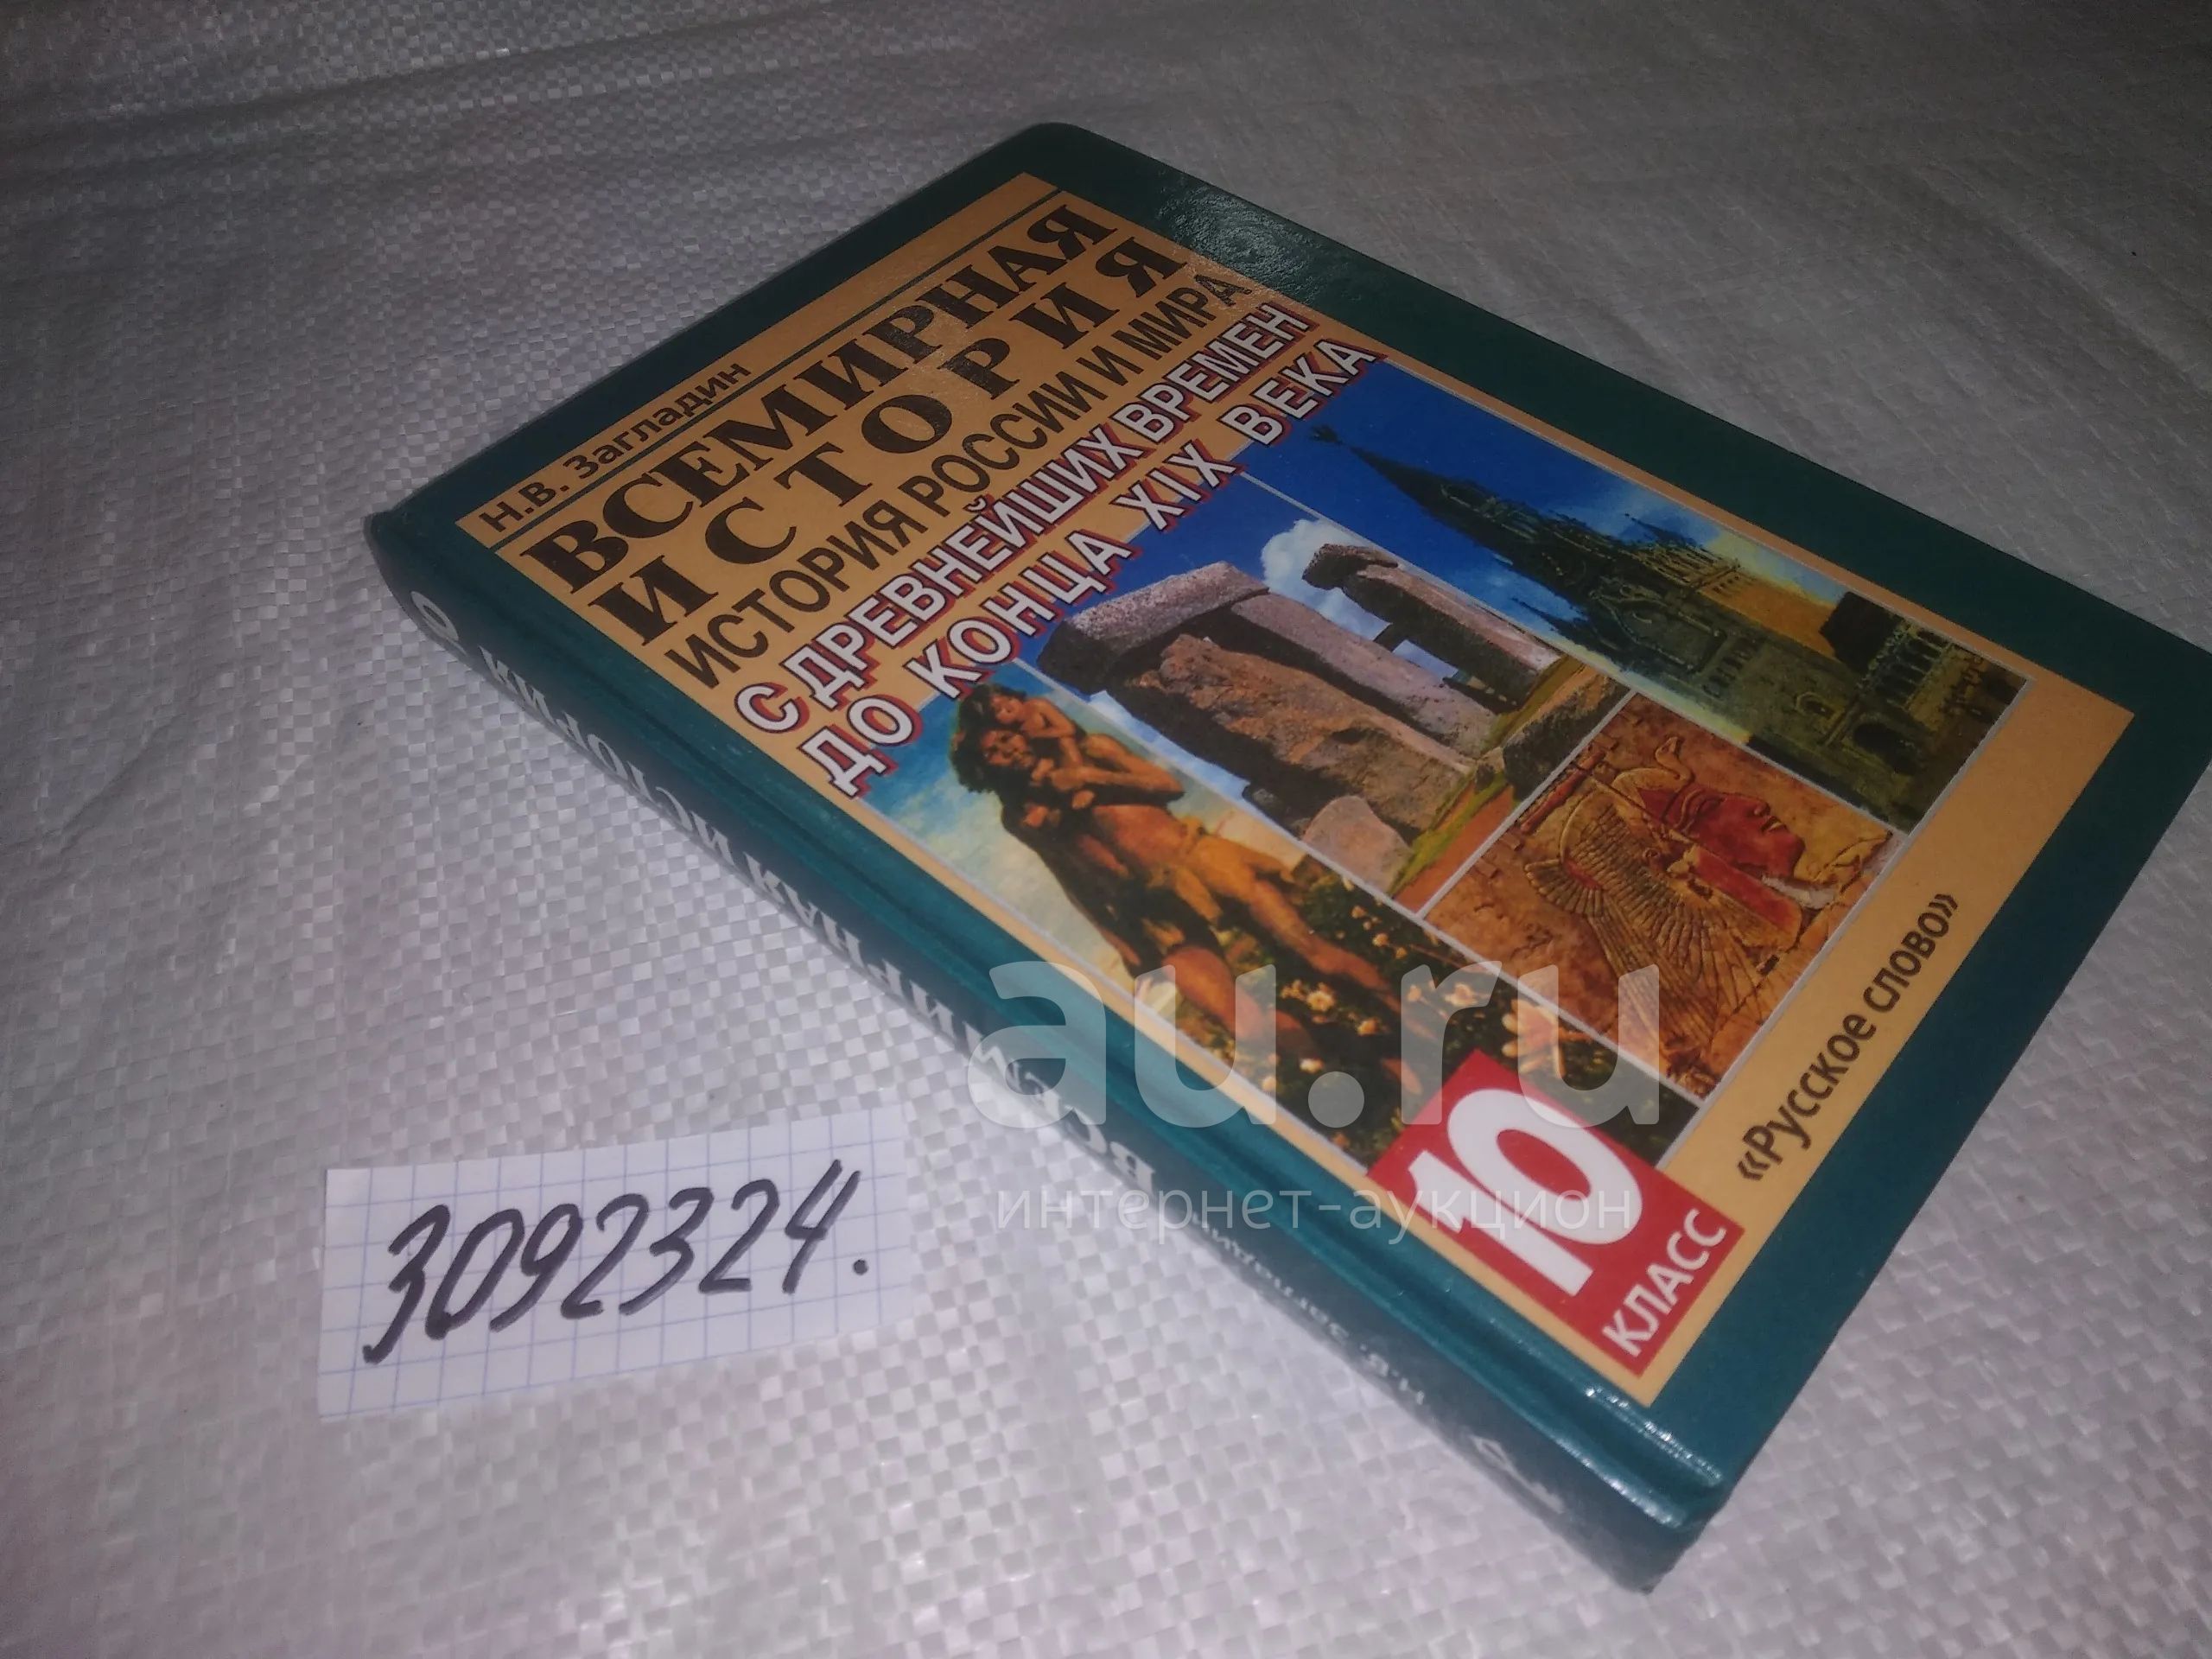 Н.В. Загладин
ВСЕМИРНАЯ
ИСТОРИЯ
ИСТОРИЯ РОССИИ И МИРА
С ДРЕВНЕЙШИХ ВРЕМЕН
ДО КОНЦА XIX ВЕКА
10
КЛАСС
«Русское слово»
3092324.
au.ru
интернет-аукцион